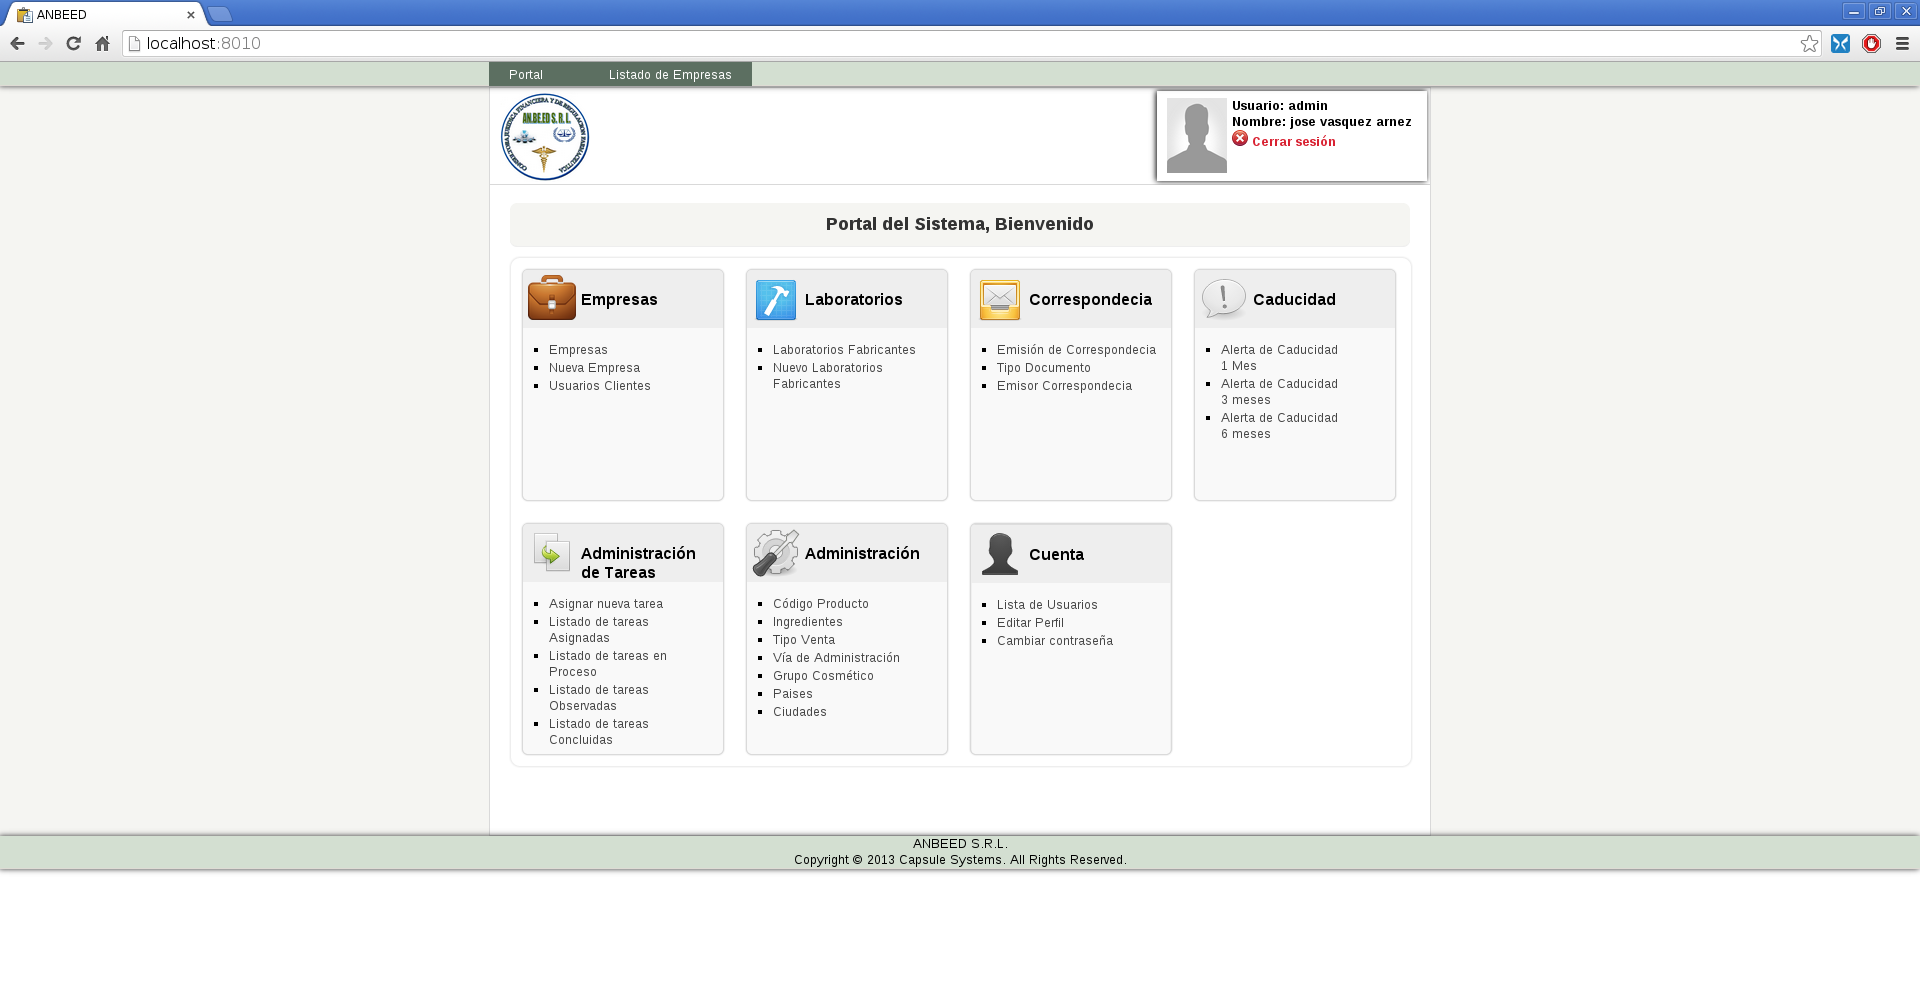 ANBEED
localhost:8010
Portal
Listado de Empresas
AN.BE.ED S.R.L.
Usuario: admin
Nombre: jose vasquez arnez
Cerrar sesión
Portal del Sistema, Bienvenido
Empresas
Empresas
Nueva Empresa
Usuarios Clientes
Laboratorios
Laboratorios Fabricantes
Nuevo Laboratorios
Fabricantes
Correspondecia
Emisión de Correspondecia
Tipo Documento
Emisor Correspondecia
Caducidad
Alerta de Caducidad
1 Mes
Alerta de Caducidad
3 meses
Alerta de Caducidad
6 meses
Administración
de Tareas
Asignar nueva tarea
Listado de tareas
Asignadas
Listado de tareas en
Proceso
Listado de tareas
Observadas
Listado de tareas
Concluidas
Administración
Código Producto
Ingredientes
Tipo Venta
Vía de Administración
Grupo Cosmético
Paises
Ciudades
Cuenta
Lista de Usuarios
Editar Perfil
Cambiar contraseña
ANBEED S.R.L.
Copyright © 2013 Capsule Systems. All Rights Reserved.